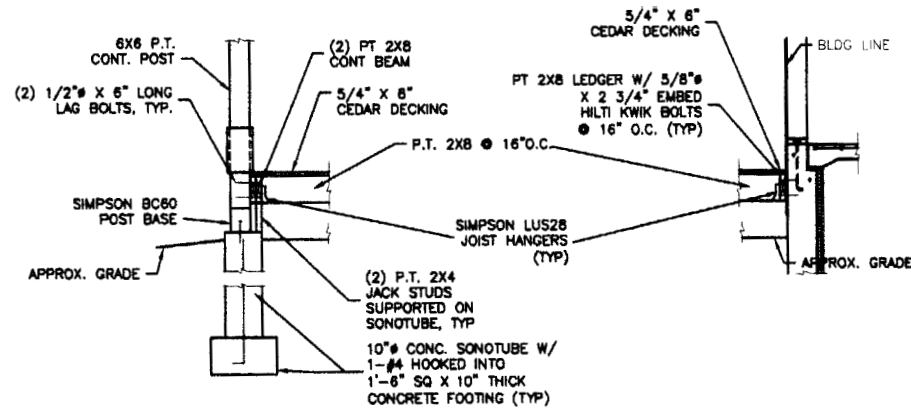 6X6 P.T.
CONT. POST
(2) 1/2"ø X 6" LONG
LAG BOLTS, TYP.
SIMPSON BC60
POST BASE
APPROX. GRADE
(2) PT 2X8
CONT BEAM
5/4" X 6"
CEDAR DECKING
P.T. 2X8 @ 16"O.C.
SIMPSON LUS28
JOIST HANGERS
(TYP)
(2) P.T. 2X4
JACK STUDS
SUPPORTED ON
SONOTUBE, TYP
10"ø CONC. SONOTUBE W/
1-#4 HOOKED INTO
1'-6" SQ X 10" THICK
CONCRETE FOOTING (TYP)
5/4" X 6"
CEDAR DECKING
BLDG LINE
PT 2X8 LEDGER W/ 5/8"ø
X 2 3/4" EMBED
HILTI KWIK BOLTS
@ 16" O.C. (TYP)
APPROX. GRADE